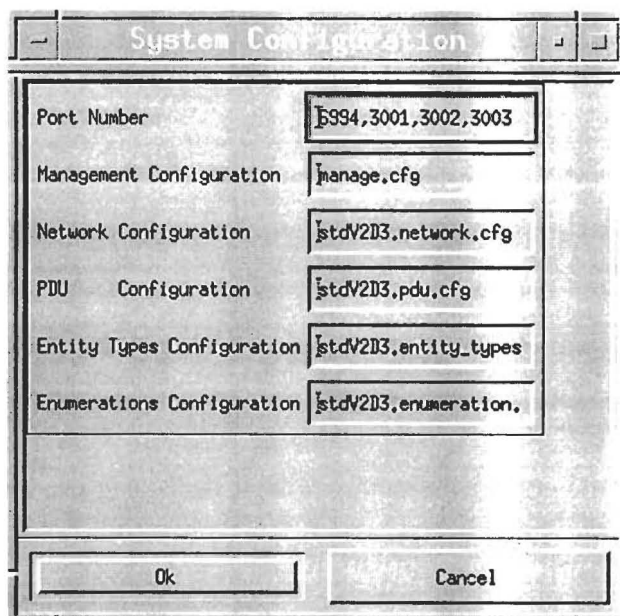 System Configuration
Port Number 6994,3001,3002,3003
Management Configuration manage.cfg
Network Configuration stdV2D3.network.cfg
PDU Configuration stdV2D3.pdu.cfg
Entity Types Configuration stdV2D3.entity_types
Enumerations Configuration stdV2D3.enumeration.
Ok Cancel